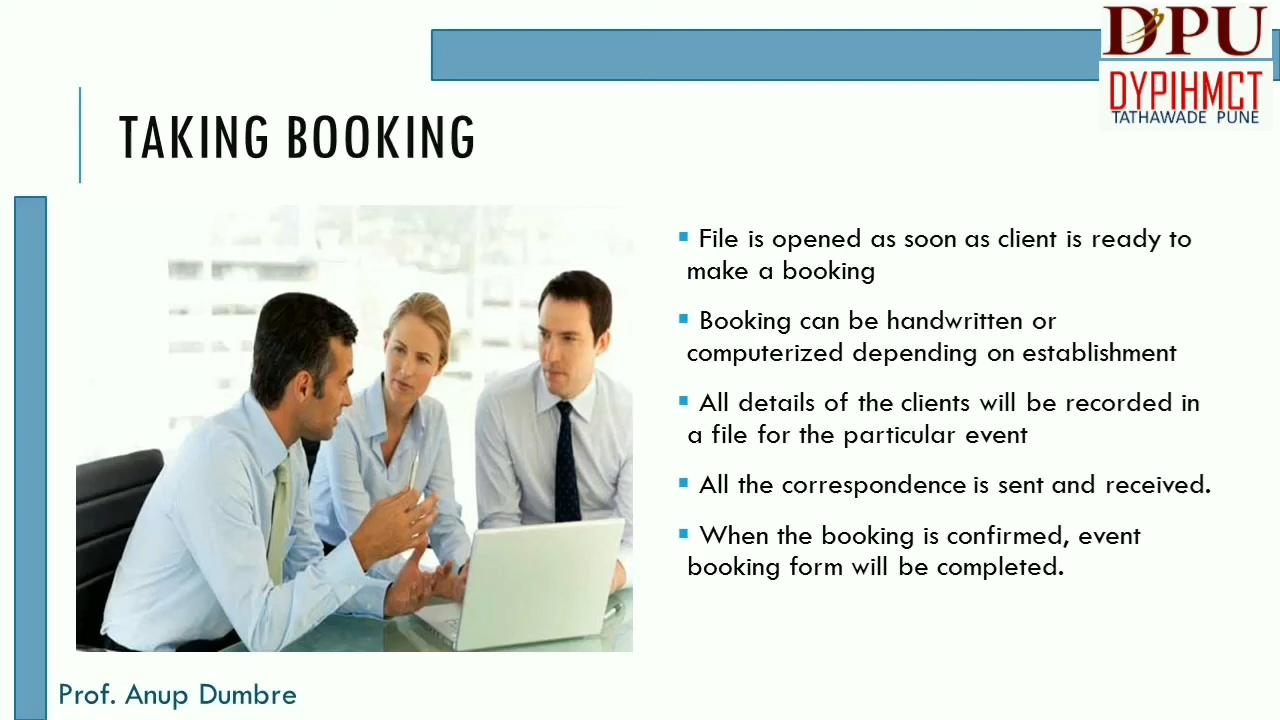 DPU
DYPIHMCT
TATHAWADE PUNE
TAKING BOOKING
File is opened as soon as client is ready to
make a booking
Booking can be handwritten or
computerized depending on establishment
All details of the clients will be recorded in
a file for the particular event
All the correspondence is sent and received.
When the booking is confirmed, event
booking form will be completed.
Prof. Anup Dumbre